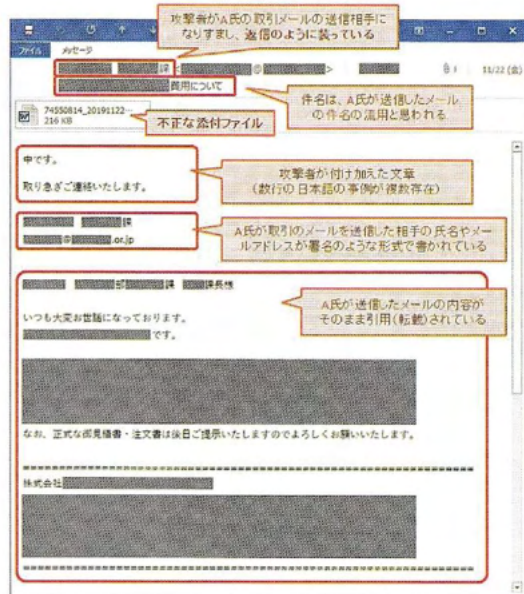 攻撃者がA氏の取引メールの送信相手に
なりすまし、返信のように装っている
ファイル メッセージ
課 < @ > 11/22 (金)
費用について
件名は、A氏が送信したメール
の件名の流用と思われる
74550814_20191122...
216 KB
不正な添付ファイル
中です。
取り急ぎご連絡いたします。
攻撃者が付け加えた文章
(数行の日本語の事例が複数存在)
課
@ .or.jp
A氏が取引のメールを送信した相手の氏名やメー
ルアドレスが署名のような形式で書かれている
部 課 課長様
A氏が送信したメールの内容が
そのまま引用(転載)されている
いつも大変お世話になっております。
です。
なお、正式な御見積書・注文書は後日ご提示いたしますのでよろしくお願いいたします。
株式会社